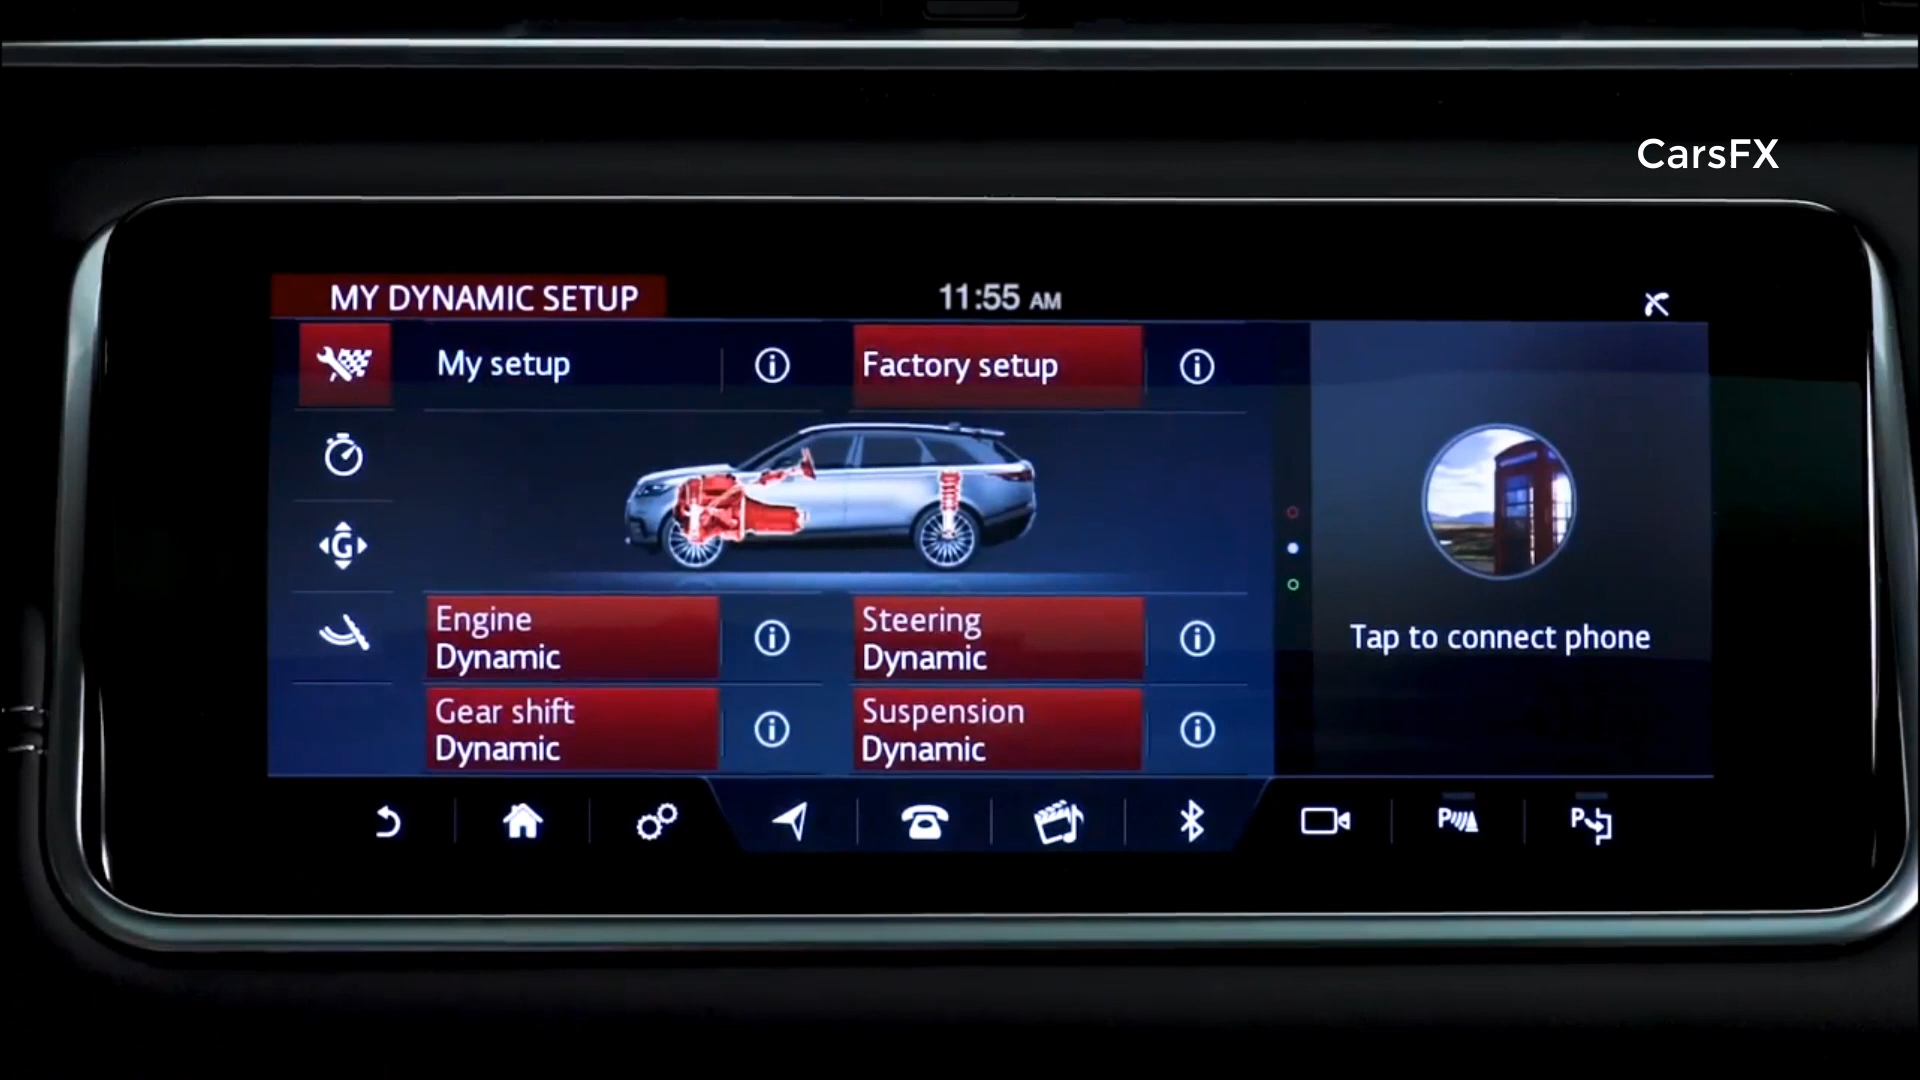 CarsFX
MY DYNAMIC SETUP
11:55 AM
My setup
Factory setup
Engine
Dynamic
Steering
Dynamic
Gear shift
Dynamic
Suspension
Dynamic
Tap to connect phone